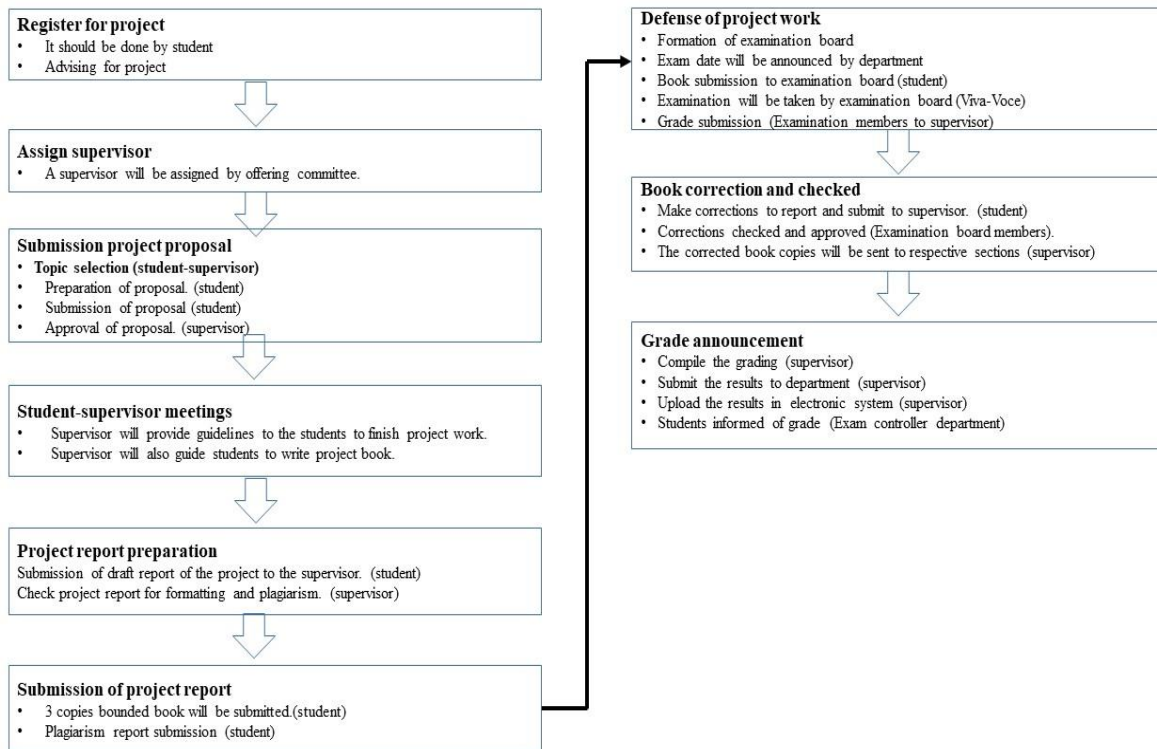 Register for project
• It should be done by student
• Advising for project
Assign supervisor
• A supervisor will be assigned by offering committee.
Submission project proposal
• Topic selection (student-supervisor)
• Preparation of proposal. (student)
• Submission of proposal (student)
• Approval of proposal. (supervisor)
Student-supervisor meetings
• Supervisor will provide guidelines to the students to finish project work.
• Supervisor will also guide students to write project book.
Project report preparation
Submission of draft report of the project to the supervisor. (student)
Check project report for formatting and plagiarism. (supervisor)
Submission of project report
• 3 copies bounded book will be submitted.(student)
• Plagiarism report submission (student)
Defense of project work
• Formation of examination board
• Exam date will be announced by department
• Book submission to examination board (student)
• Examination will be taken by examination board (Viva-Voce)
• Grade submission (Examination members to supervisor)
Book correction and checked
• Make corrections to report and submit to supervisor. (student)
• Corrections checked and approved (Examination board members).
• The corrected book copies will be sent to respective sections (supervisor)
Grade announcement
• Compile the grading (supervisor)
• Submit the results to department (supervisor)
• Upload the results in electronic system (supervisor)
• Students informed of grade (Exam controller department)